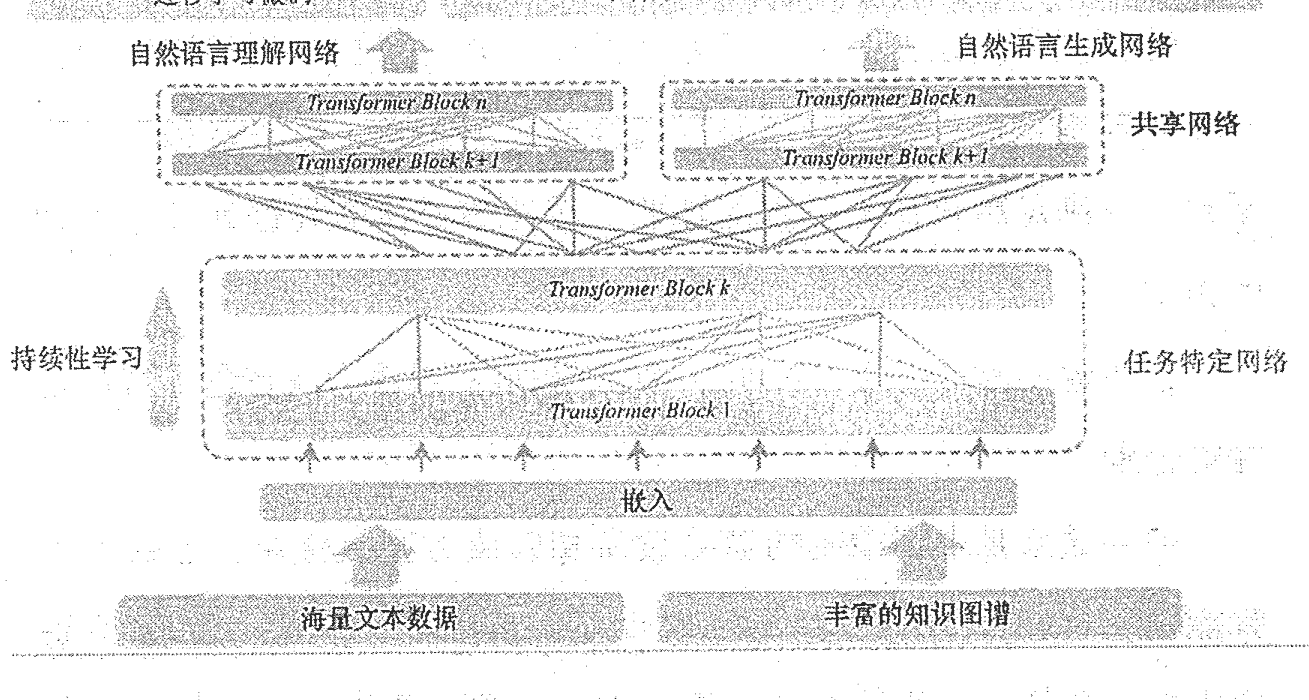 自然语言理解网络
自然语言生成网络
Transformer Block n
Transformer Block n
共享网络
Transformer Block k+1
Transformer Block k+1
Transformer Block k
持续性学习
任务特定网络
Transformer Block 1
嵌入
海量文本数据
丰富的知识图谱